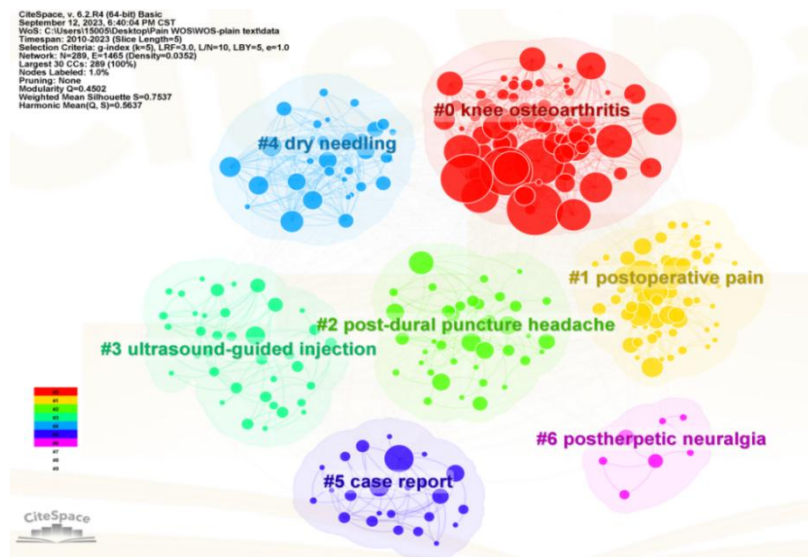 CiteSpace, v. 6.2.R4 (64-bit) Basic
September 12, 2023, 6:40:04 PM CST
WoS: C:\Users\15005\Desktop\Pain WOS\WOS-plain text\data
Timespan: 2010-2023 (Slice Length=5)
Selection Criteria: g-index (k=5), LRF=3.0, L/N=10, LBY=5, e=1.0
Network: N=289, E=1465 (Density=0.0352)
Largest 30 CCs: 289 (100%)
Nodes Labeled: 1.0%
Pruning: None
Modularity Q=0.4502
Weighted Mean Silhouette S=0.7537
Harmonic Mean(Q, S)=0.5637
#0 knee osteoarthritis
#4 dry needling
#1 postoperative pain
#2 post-dural puncture headache
#3 ultrasound-guided injection
#6 postherpetic neuralgia
#5 case report
#7
#8
#9
CiteSpace